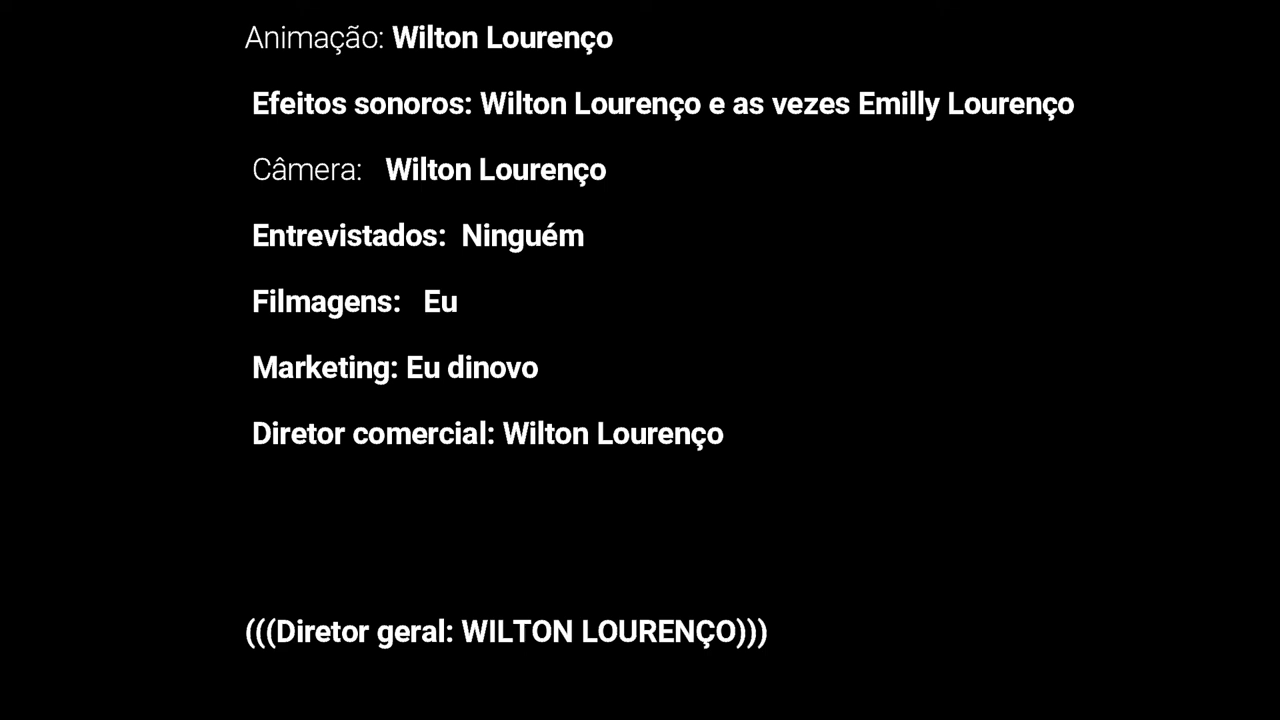 Animação: Wilton Lourenço
Efeitos sonoros: Wilton Lourenço e as vezes Emilly Lourenço
Câmera: Wilton Lourenço
Entrevistados: Ninguém
Filmagens: Eu
Marketing: Eu dinovo
Diretor comercial: Wilton Lourenço
(((Diretor geral: WILTON LOURENÇO)))